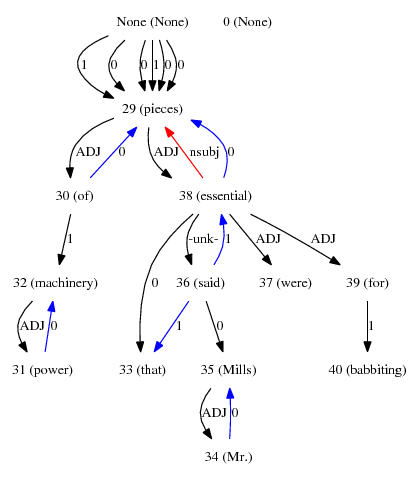 None (None) 0 (None)
1 0 0 1 0 0
29 (pieces)
ADJ 0 ADJ nsubj 0
30 (of) 38 (essential)
1 0 -unk- 1 ADJ ADJ
32 (machinery) 36 (said) 37 (were) 39 (for)
ADJ 0 1 0 1
31 (power) 33 (that) 35 (Mills) 40 (babbiting)
ADJ 0
34 (Mr.)